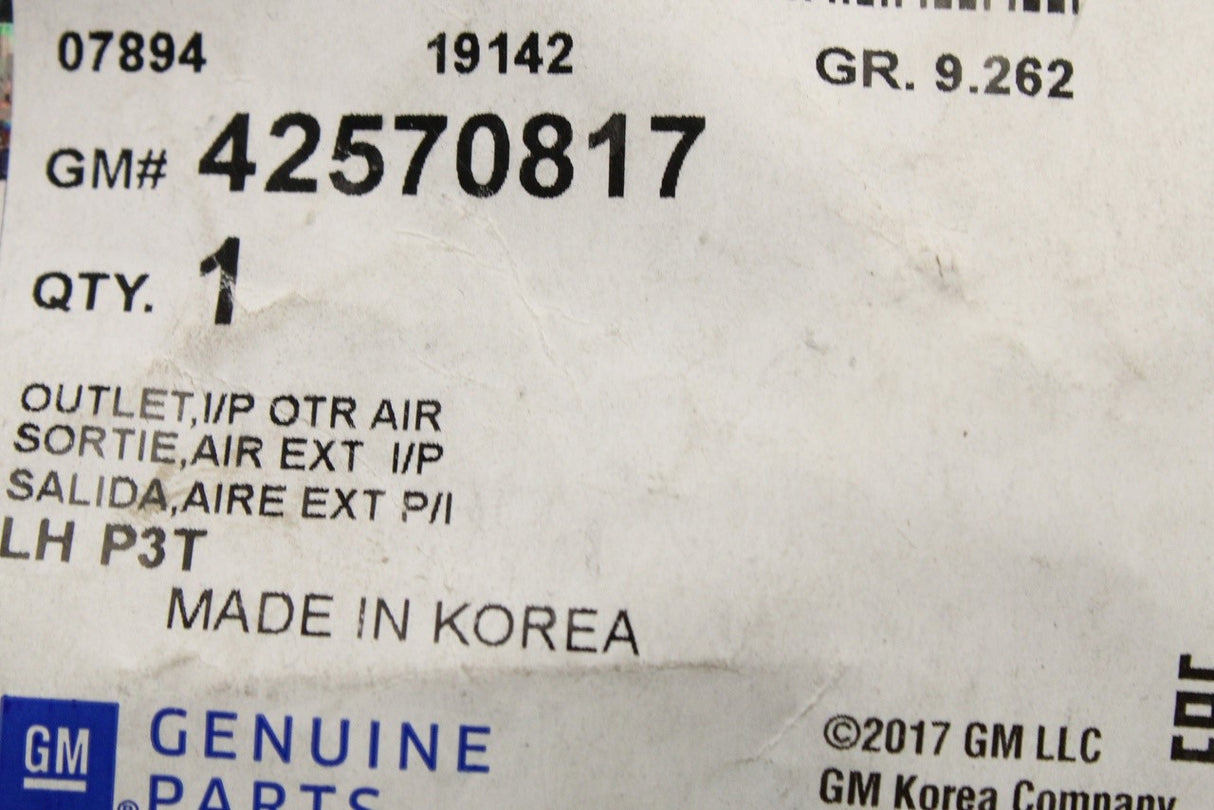 07894 19142 GR. 9.262
GM# 42570817
QTY. 1
OUTLET,I/P OTR AIR
SORTIE,AIR EXT I/P
SALIDA,AIRE EXT P/I
LH P3T
MADE IN KOREA
GM GENUINE
®PARTS
©2017 GM LLC
GM Korea Company